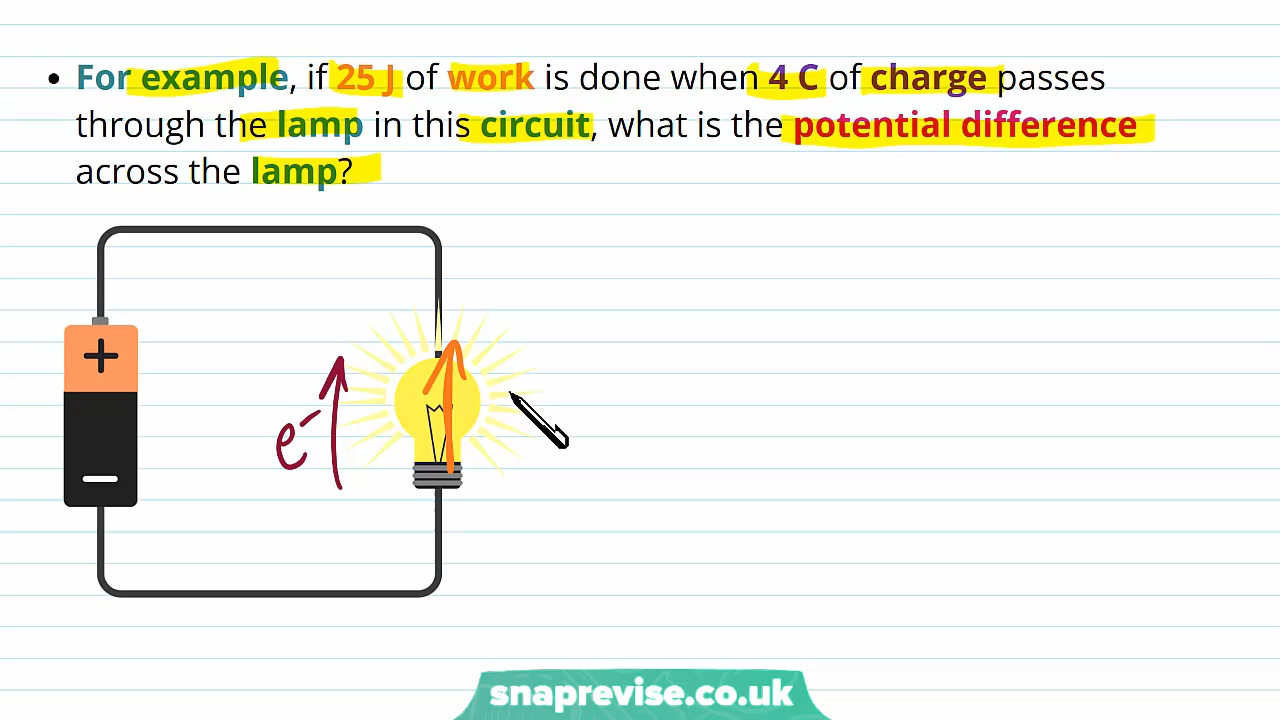 • For example, if 25 J of work is done when 4 C of charge passes
through the lamp in this circuit, what is the potential difference
across the lamp?
+
e⁻
−
snaprevise.co.uk